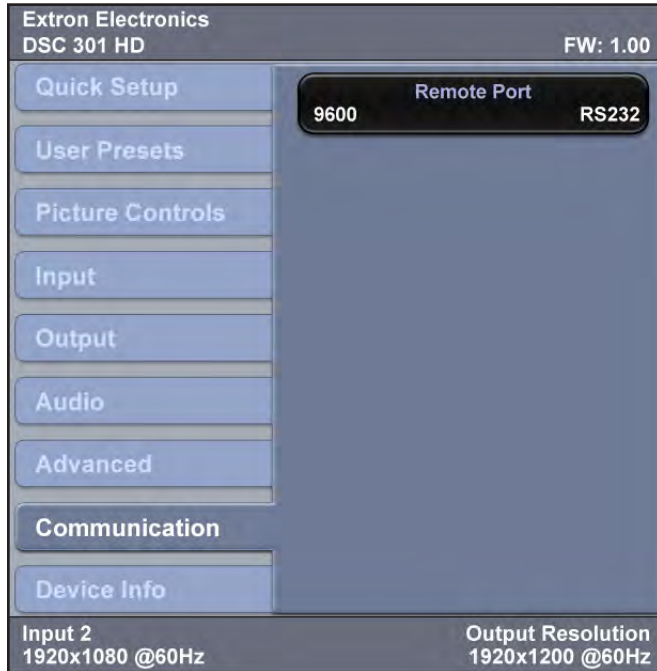 Extron Electronics
DSC 301 HD
FW: 1.00
Quick Setup
User Presets
Picture Controls
Input
Output
Audio
Advanced
Communication
Device Info
Remote Port
9600 RS232
Input 2
1920x1080 @60Hz
Output Resolution
1920x1200 @60Hz